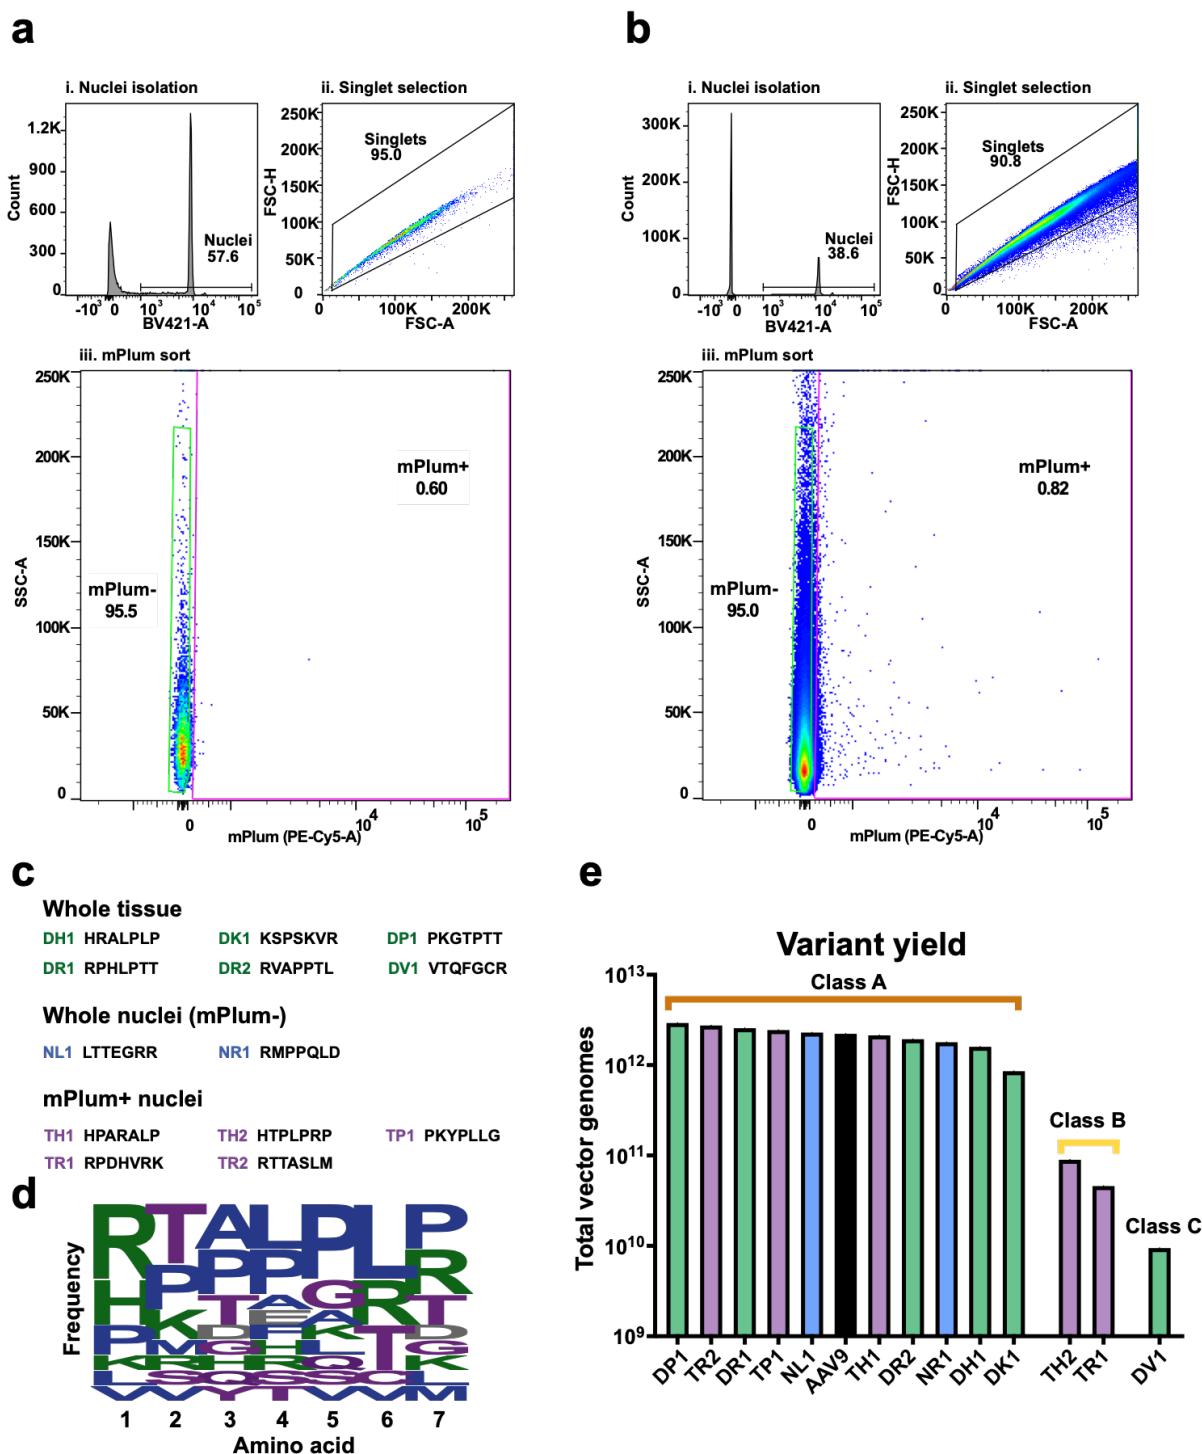 a
b
i. Nuclei isolation
ii. Singlet selection
i. Nuclei isolation
ii. Singlet selection
1.2K
900
600
300
0
Count
Nuclei
57.6
-10³ 0 10³ 10⁴ 10⁵
BV421-A
250K
200K
150K
100K
50K
0
FSC-H
Singlets
95.0
0 100K 200K
FSC-A
300K
200K
100K
0
Count
Nuclei
38.6
-10³ 0 10³ 10⁴ 10⁵
BV421-A
250K
200K
150K
100K
50K
0
FSC-H
Singlets
90.8
0 100K 200K
FSC-A
iii. mPlum sort
250K
200K
150K
100K
50K
0
SSC-A
mPlum+
0.60
mPlum-
95.5
0 10⁴ 10⁵
mPlum (PE-Cy5-A)
iii. mPlum sort
250K
200K
150K
100K
50K
0
SSC-A
mPlum+
0.82
mPlum-
95.0
0 10⁴ 10⁵
mPlum (PE-Cy5-A)
c
Whole tissue
DH1 HRALPLP DK1 KSPSKVR DP1 PKGTPTT
DR1 RPHLPTT DR2 RVAPPTL DV1 VTQFGCR
Whole nuclei (mPlum-)
NL1 LTTEGRR NR1 RMPPQLD
mPlum+ nuclei
TH1 HPARALP TH2 HTPLPRP TP1 PKYPLLG
TR1 RPDHVRK TR2 RTTASLM
d
Frequency
RTALPLP
1 2 3 4 5 6 7
Amino acid
e
Variant yield
Class A
Class B
Class C
Total vector genomes
10¹³
10¹²
10¹¹
10¹⁰
10⁹
DP1 TR2 DR1 TP1 NL1 AAV9 TH1 DR2 NR1 DH1 DK1 TH2 TR1 DV1